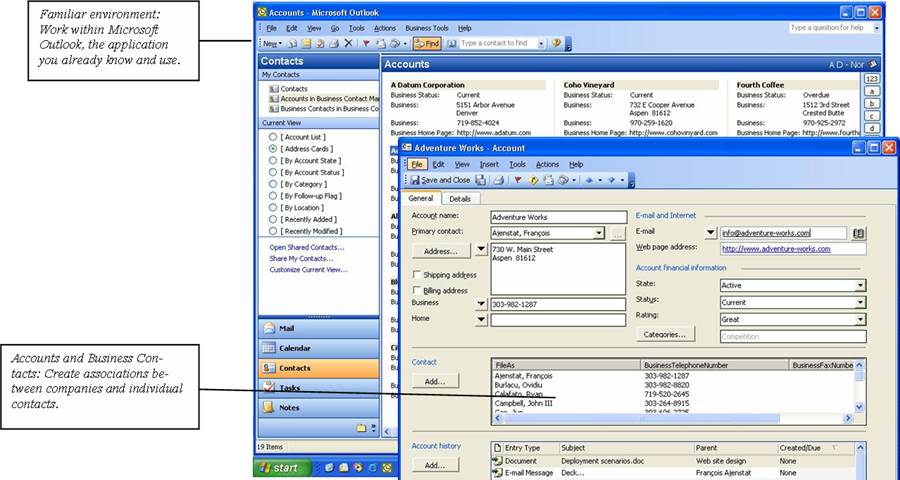 Familiar environment:
Work within Microsoft
Outlook, the application
you already know and use.
Accounts and Business Con-
tacts: Create associations be-
tween companies and individual
contacts.
Accounts - Microsoft Outlook
File Edit View Go Tools Actions Business Tools Help
Type a question for help
New Find Type a contact to find
Contacts
My Contacts
Contacts
Accounts in Business Contact Mar
Business Contacts in Business Co
Current View
[ Account List ]
[ Address Cards ]
[ By Account State ]
[ By Account Status ]
[ By Category ]
[ By Follow-up Flag ]
[ By Location ]
[ Recently Added ]
[ Recently Modified ]
Open Shared Contacts...
Share My Contacts...
Customize Current View...
Mail
Calendar
Contacts
Tasks
Notes
19 Items
start
Accounts
A D - Nor
A Datum Corporation
Business Status: Current
Business: 5151 Arbor Avenue
Denver
Business: 719-852-4024
Business Home Page: http://www.adatum.com
Coho Vineyard
Business Status: Current
Business: 732 E Cooper Avenue
Aspen 81612
Business: 970-259-1620
Business Home Page: http://www.cohovineyard.com
Fourth Coffee
Business Status: Overdue
Business: 1512 3rd Street
Crested Butte
Business: 970-925-2972
Business Home Page: http://www.fourth
123
a
b
c
d
Adventure Works - Account
File Edit View Insert Tools Actions Help
Save and Close
General Details
Account name: Adventure Works
Primary contact: Ajenstat, François ...
Address... 730 W. Main Street
Aspen 81612
Shipping address
Billing address
Business 303-982-1287
Home
E-mail and Internet
E-mail info@adventure-works.com
Web page address: http://www.adventure-works.com
Account financial information
State: Active
Status: Current
Rating: Great
Categories... Competition
Contact
Add...
FileAs BusinessTelephoneNumber BusinessFaxNumbe
Ajenstat, François 303-982-1287
Burlacu, Ovidiu 303-982-8820
Calafato, Ryan 719-520-2645
Campbell, John III 303-264-8915
Account history
Add...
Entry Type Subject Parent Created/Due
Document Deployment scenarios.doc Web site design None
E-mail Message Deck... François Ajenstat None